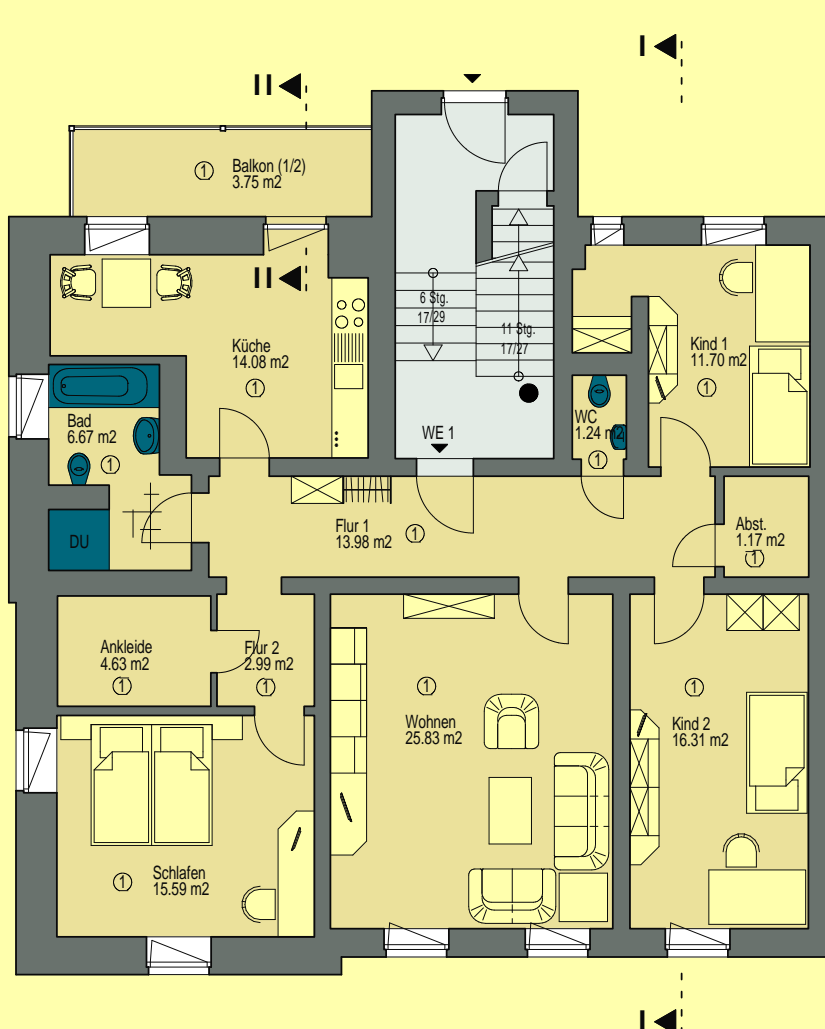 I
II
Balkon (1/2)
3.75 m2
1
II
6 Stg.
17/29
11 Stg.
17/27
Küche
14.08 m2
1
Kind 1
11.70 m2
1
Bad
6.67 m2
1
WE 1
WC
1.24 m2
1
DU
Flur 1
13.98 m2
1
Abst.
1.17 m2
1
Ankleide
4.63 m2
1
Flur 2
2.99 m2
1
Wohnen
25.83 m2
1
Kind 2
16.31 m2
1
Schlafen
15.59 m2
1
I